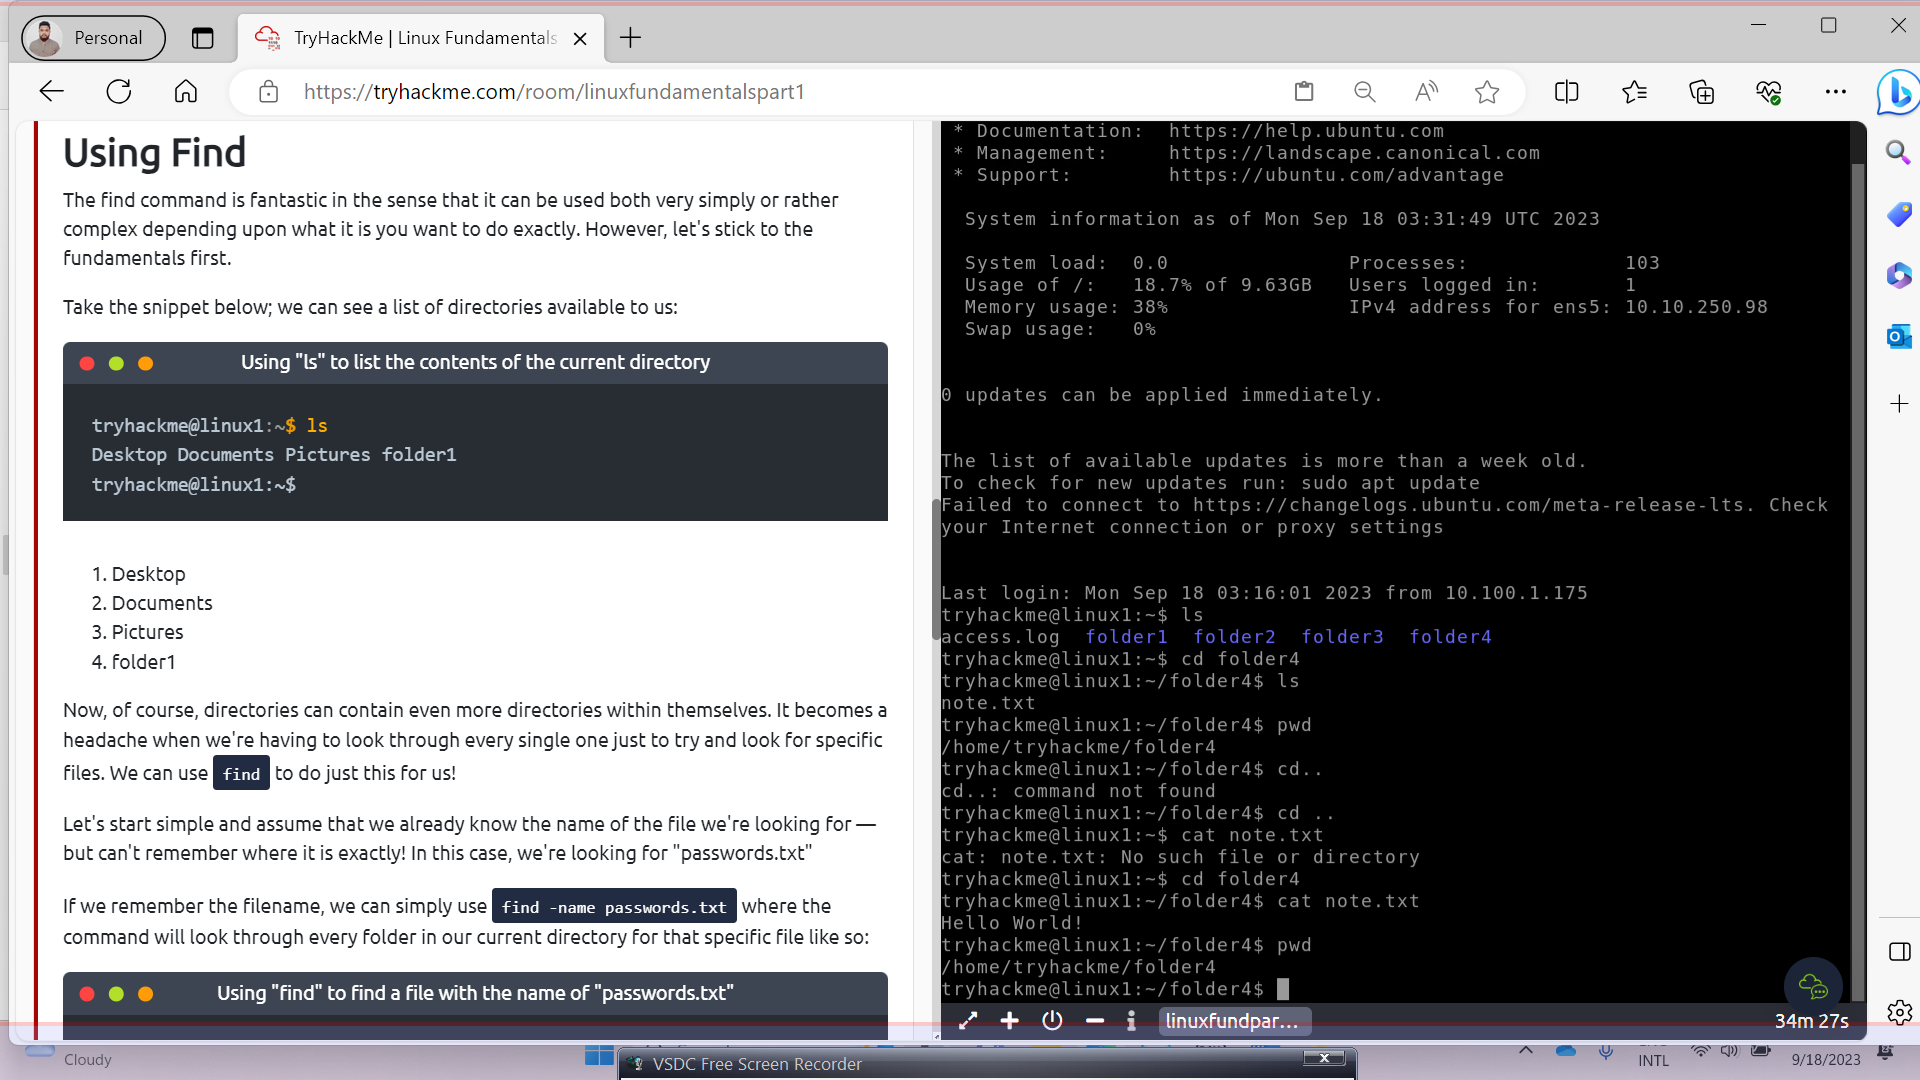 Personal
TryHackMe | Linux Fundamentals
https://tryhackme.com/room/linuxfundamentalspart1
Using Find
The find command is fantastic in the sense that it can be used both very simply or rather
complex depending upon what it is you want to do exactly. However, let's stick to the
fundamentals first.
Take the snippet below; we can see a list of directories available to us:
Using "ls" to list the contents of the current directory
tryhackme@linux1:~$ ls
Desktop Documents Pictures folder1
tryhackme@linux1:~$
1. Desktop
2. Documents
3. Pictures
4. folder1
Now, of course, directories can contain even more directories within themselves. It becomes a
headache when we're having to look through every single one just to try and look for specific
files. We can use find to do just this for us!
Let's start simple and assume that we already know the name of the file we're looking for —
but can't remember where it is exactly! In this case, we're looking for "passwords.txt"
If we remember the filename, we can simply use find -name passwords.txt where the
command will look through every folder in our current directory for that specific file like so:
Using "find" to find a file with the name of "passwords.txt"
* Documentation:  https://help.ubuntu.com
* Management:     https://landscape.canonical.com
* Support:        https://ubuntu.com/advantage
System information as of Mon Sep 18 03:31:49 UTC 2023
System load:  0.0               Processes:             103
Usage of /:   18.7% of 9.63GB   Users logged in:       1
Memory usage: 38%               IPv4 address for ens5: 10.10.250.98
Swap usage:   0%
0 updates can be applied immediately.
The list of available updates is more than a week old.
To check for new updates run: sudo apt update
Failed to connect to https://changelogs.ubuntu.com/meta-release-lts. Check
your Internet connection or proxy settings
Last login: Mon Sep 18 03:16:01 2023 from 10.100.1.175
tryhackme@linux1:~$ ls
access.log  folder1  folder2  folder3  folder4
tryhackme@linux1:~$ cd folder4
tryhackme@linux1:~/folder4$ ls
note.txt
tryhackme@linux1:~/folder4$ pwd
/home/tryhackme/folder4
tryhackme@linux1:~/folder4$ cd..
cd..: command not found
tryhackme@linux1:~/folder4$ cd ..
tryhackme@linux1:~$ cat note.txt
cat: note.txt: No such file or directory
tryhackme@linux1:~$ cd folder4
tryhackme@linux1:~/folder4$ cat note.txt
Hello World!
tryhackme@linux1:~/folder4$ pwd
/home/tryhackme/folder4
tryhackme@linux1:~/folder4$
linuxfundpar...
34m 27s
Cloudy
VSDC Free Screen Recorder
INTL
9/18/2023